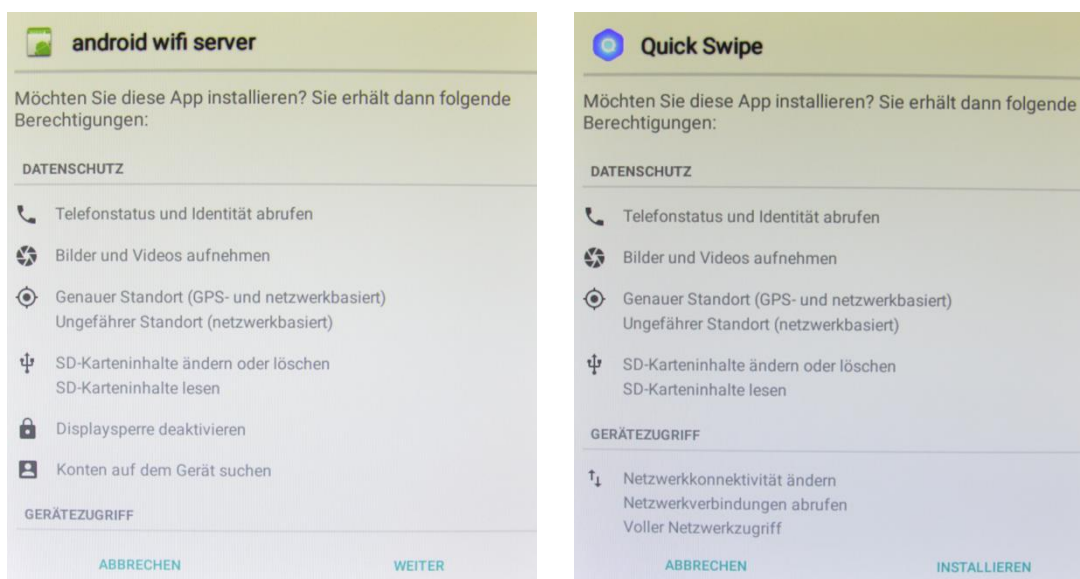 android wifi server
Möchten Sie diese App installieren? Sie erhält dann folgende
Berechtigungen:
DATENSCHUTZ
Telefonstatus und Identität abrufen
Bilder und Videos aufnehmen
Genauer Standort (GPS- und netzwerkbasiert)
Ungefährer Standort (netzwerkbasiert)
SD-Karteninhalte ändern oder löschen
SD-Karteninhalte lesen
Displaysperre deaktivieren
Konten auf dem Gerät suchen
GERÄTEZUGRIFF
ABBRECHEN
WEITER
Quick Swipe
Möchten Sie diese App installieren? Sie erhält dann folgende
Berechtigungen:
DATENSCHUTZ
Telefonstatus und Identität abrufen
Bilder und Videos aufnehmen
Genauer Standort (GPS- und netzwerkbasiert)
Ungefährer Standort (netzwerkbasiert)
SD-Karteninhalte ändern oder löschen
SD-Karteninhalte lesen
GERÄTEZUGRIFF
Netzwerkkonnektivität ändern
Netzwerkverbindungen abrufen
Voller Netzwerkzugriff
ABBRECHEN
INSTALLIEREN